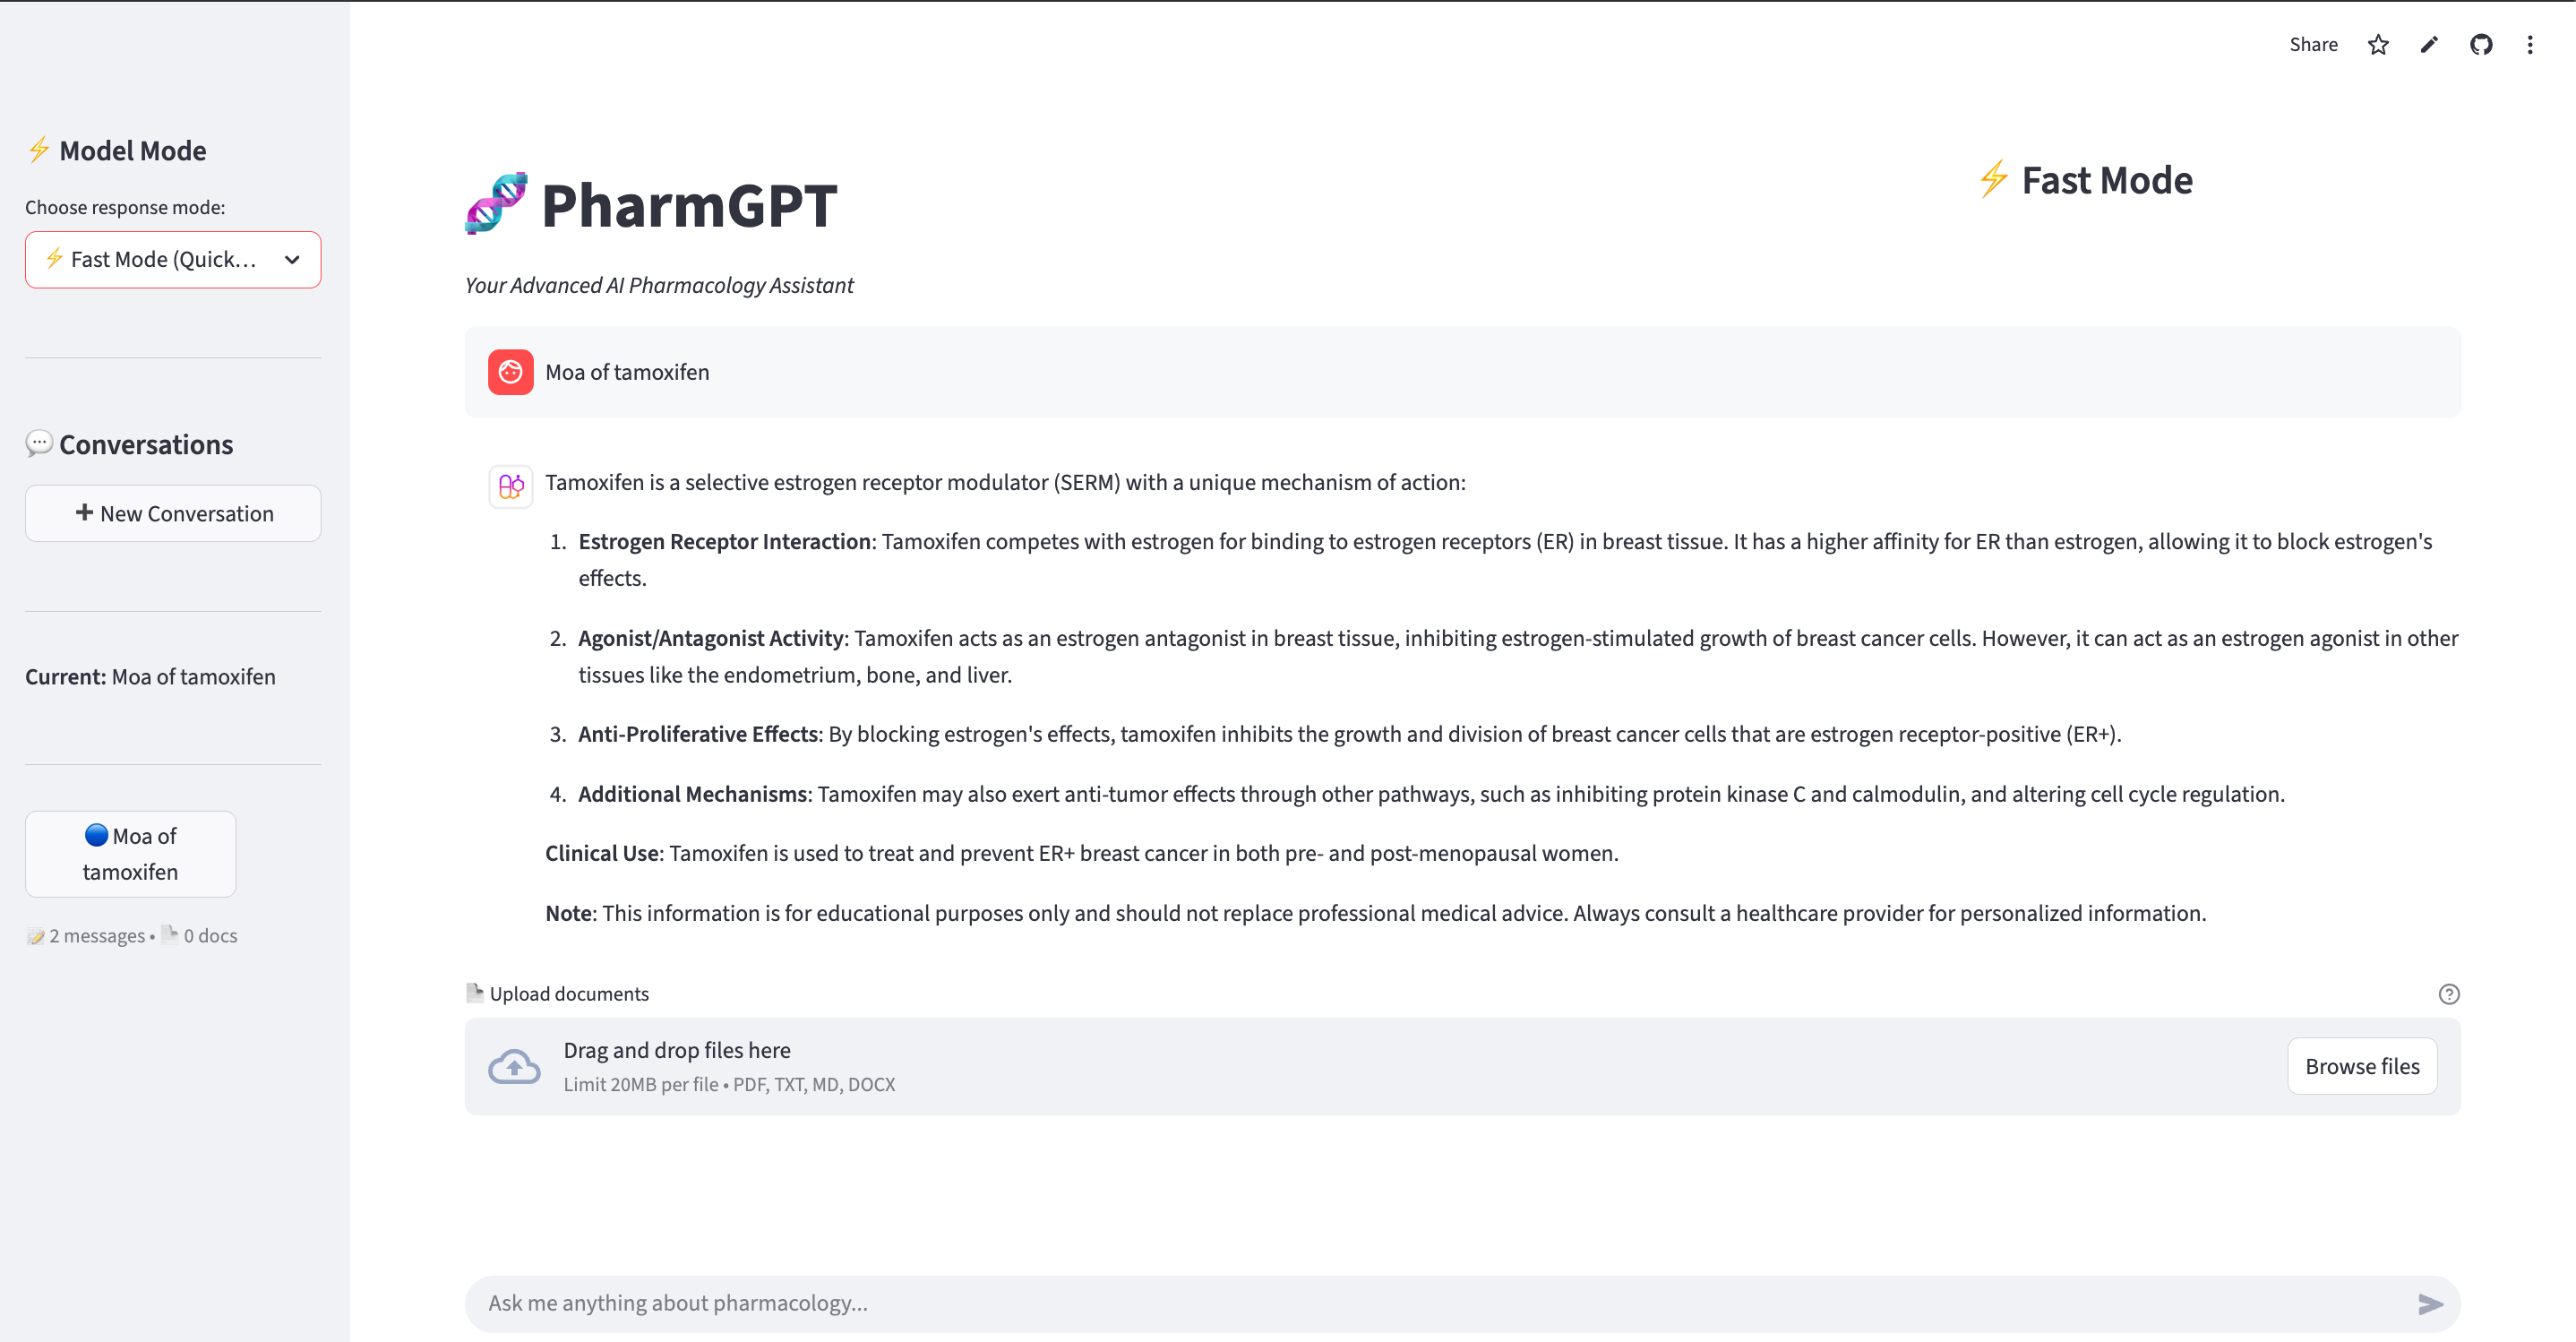 Share
⚡ Model Mode
Choose response mode:
⚡ Fast Mode (Quick...
💬 Conversations
➕ New Conversation
Current: Moa of tamoxifen
🔵 Moa of
tamoxifen
📝 2 messages • 📄 0 docs
🧬 PharmGPT
⚡ Fast Mode
Your Advanced AI Pharmacology Assistant
Moa of tamoxifen
Tamoxifen is a selective estrogen receptor modulator (SERM) with a unique mechanism of action:
1. Estrogen Receptor Interaction: Tamoxifen competes with estrogen for binding to estrogen receptors (ER) in breast tissue. It has a higher affinity for ER than estrogen, allowing it to block estrogen's
effects.
2. Agonist/Antagonist Activity: Tamoxifen acts as an estrogen antagonist in breast tissue, inhibiting estrogen-stimulated growth of breast cancer cells. However, it can act as an estrogen agonist in other
tissues like the endometrium, bone, and liver.
3. Anti-Proliferative Effects: By blocking estrogen's effects, tamoxifen inhibits the growth and division of breast cancer cells that are estrogen receptor-positive (ER+).
4. Additional Mechanisms: Tamoxifen may also exert anti-tumor effects through other pathways, such as inhibiting protein kinase C and calmodulin, and altering cell cycle regulation.
Clinical Use: Tamoxifen is used to treat and prevent ER+ breast cancer in both pre- and post-menopausal women.
Note: This information is for educational purposes only and should not replace professional medical advice. Always consult a healthcare provider for personalized information.
📄 Upload documents
Drag and drop files here
Limit 20MB per file • PDF, TXT, MD, DOCX
Browse files
Ask me anything about pharmacology...